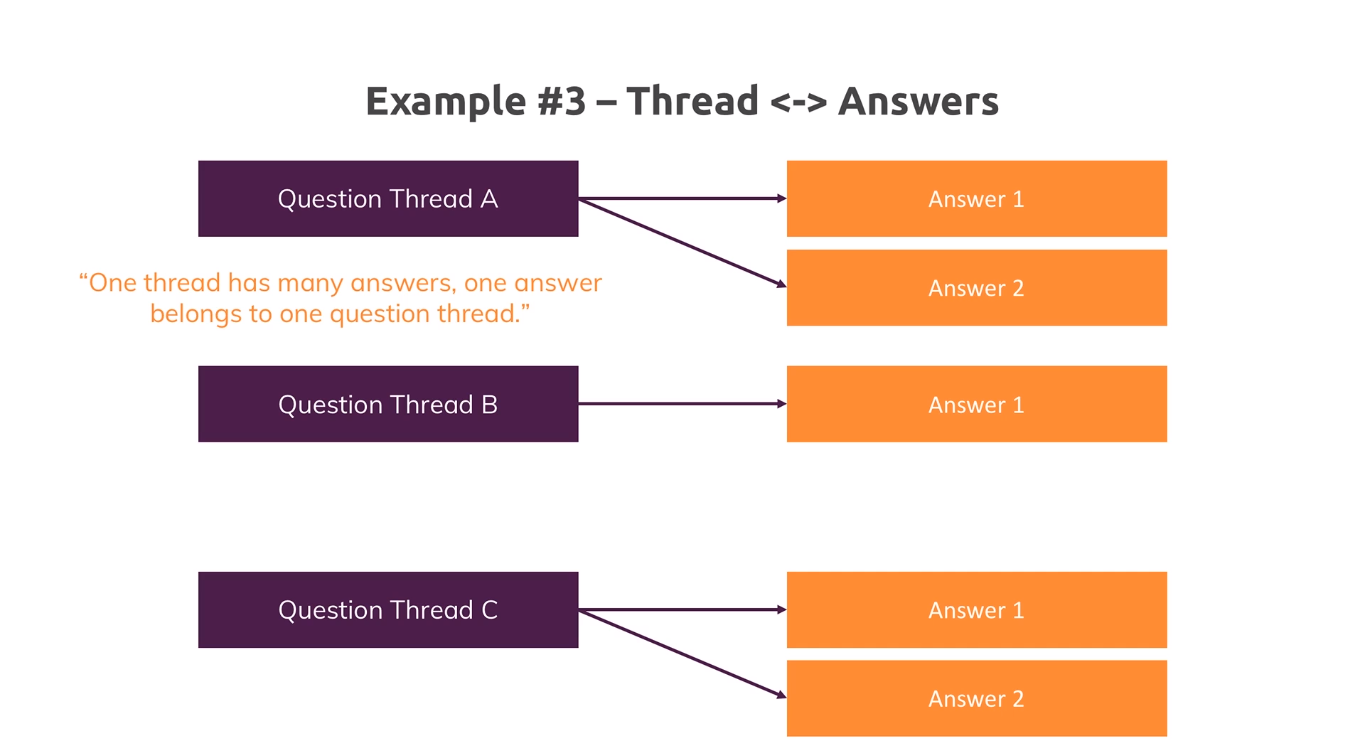 Example #3 – Thread <-> Answers
Question Thread A
Answer 1
Answer 2
“One thread has many answers, one answer
belongs to one question thread.”
Question Thread B
Answer 1
Question Thread C
Answer 1
Answer 2